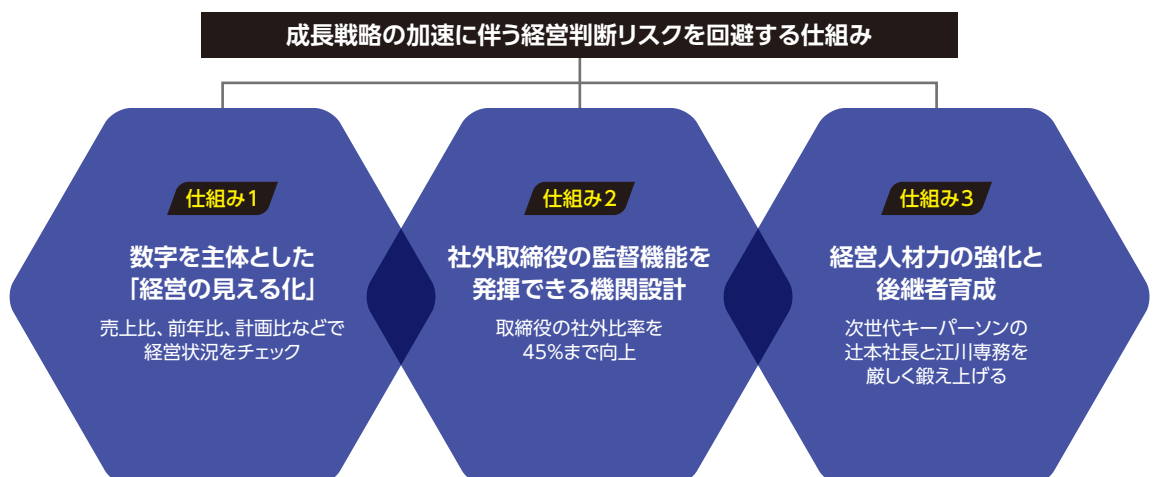 成長戦略の加速に伴う経営判断リスクを回避する仕組み
仕組み1
数字を主体とした
「経営の見える化」
売上比、前年比、計画比などで
経営状況をチェック
仕組み2
社外取締役の監督機能を
発揮できる機関設計
取締役の社外比率を
45%まで向上
仕組み3
経営人材力の強化と
後継者育成
次世代キーパーソンの
辻本社長と江川専務を
厳しく鍛え上げる